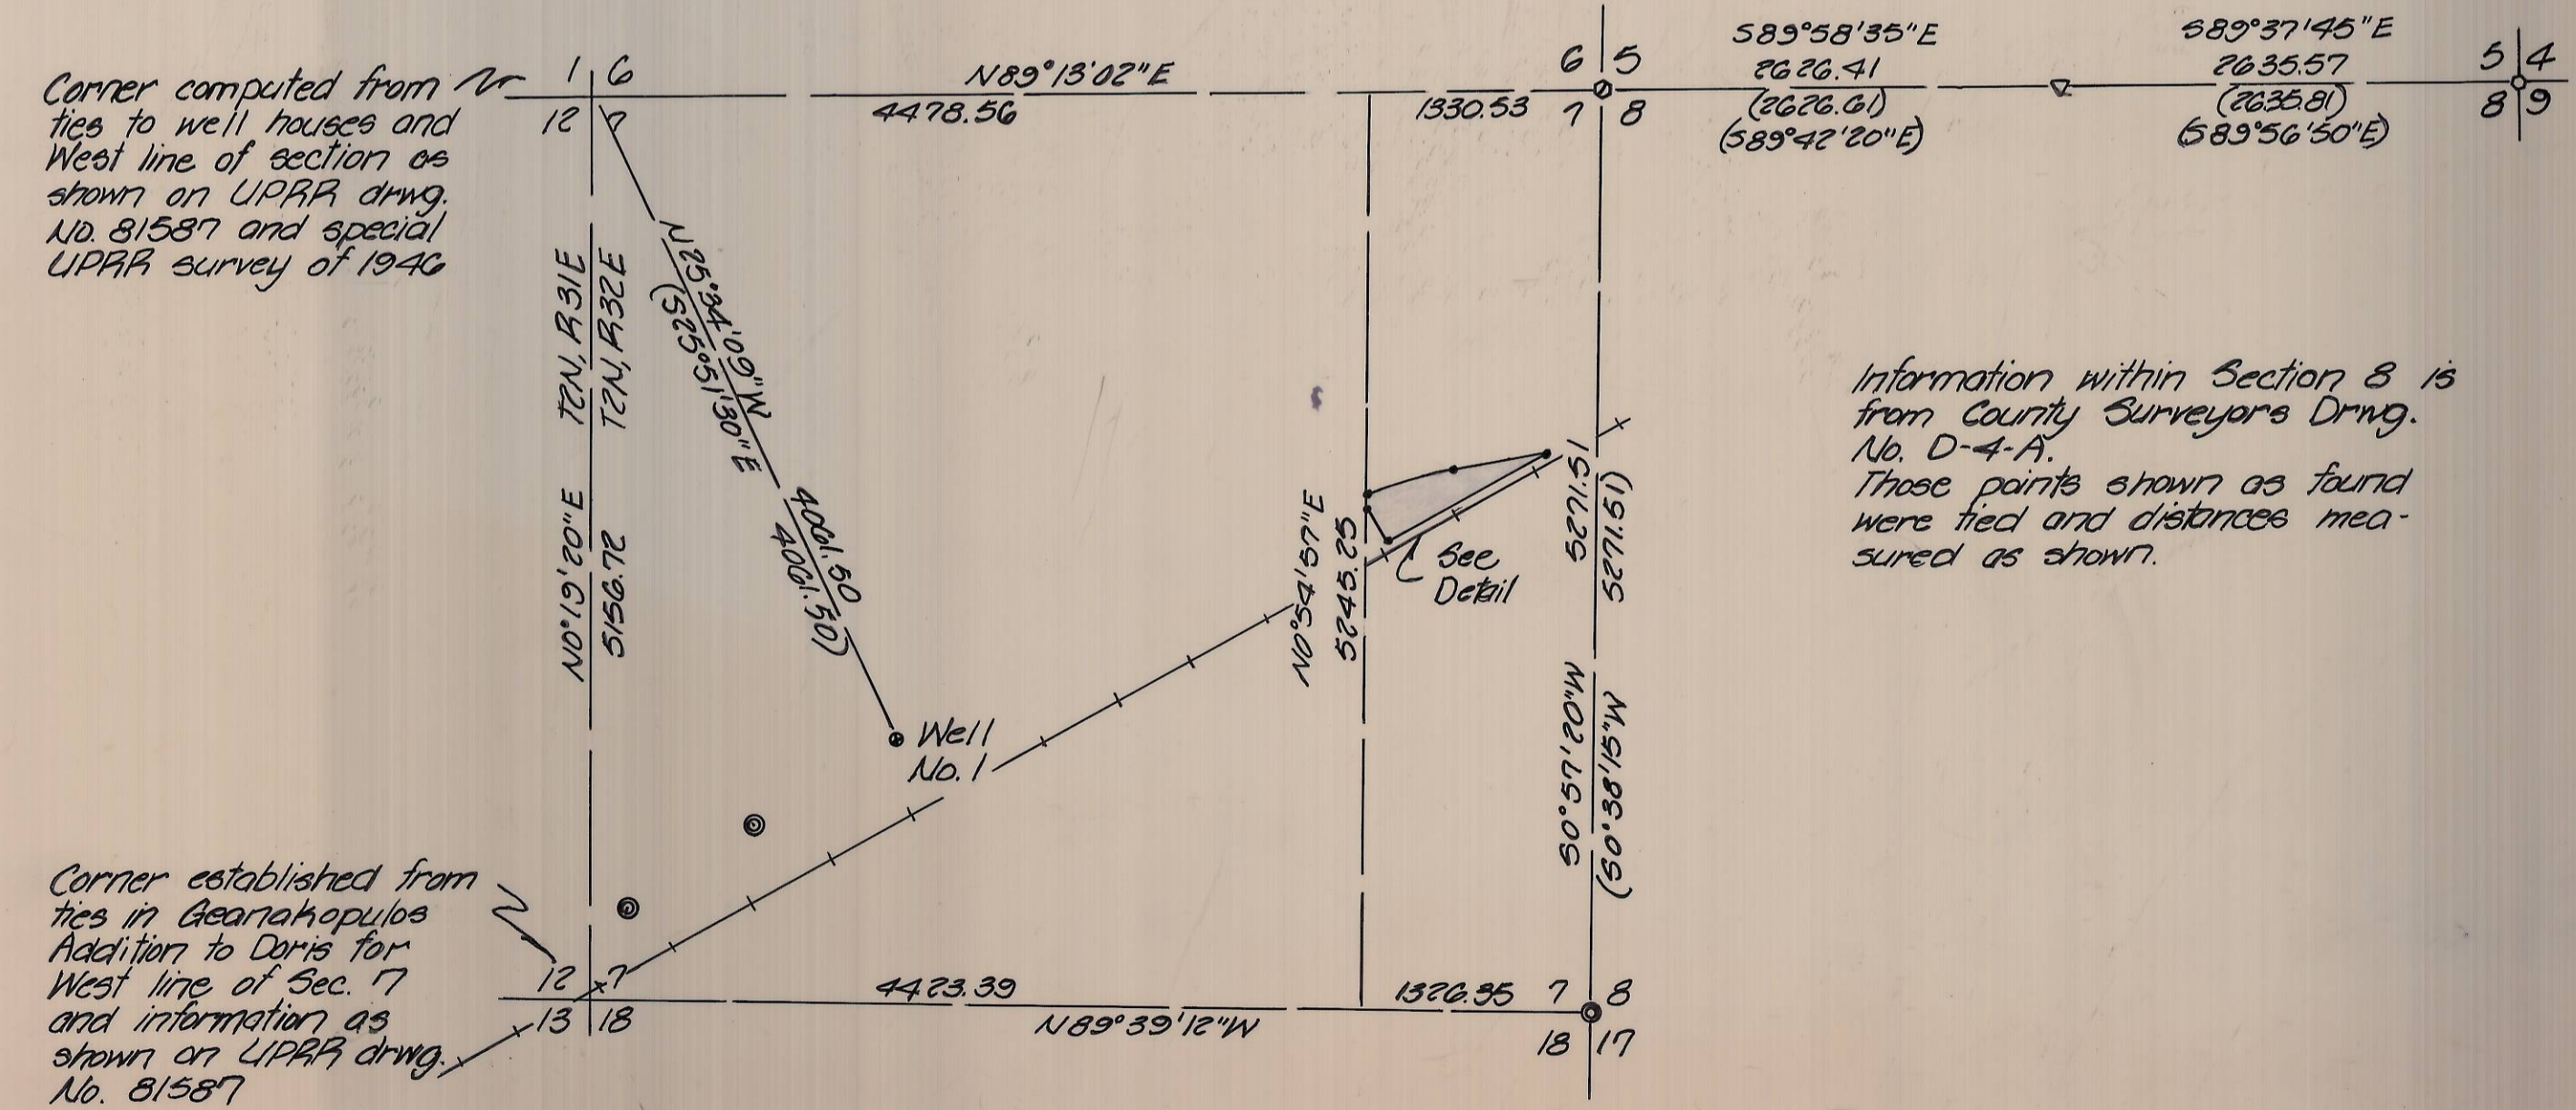 Corner computed from
ties to well houses and
West line of section as
shown on UPRR drwg.
No. 81587 and special
UPRR survey of 1946
1 6
12 7
N89°13'02"E
4478.56
1330.53
6 5
7 8
S89°58'35"E
2626.41
(2626.61)
(S89°42'20"E)
S89°37'45"E
2635.57
(2635.81)
(S89°56'50"E)
5 4
8 9
T2N, R31E
T2N, R32E
N0°19'20"E
5156.72
N25°34'09"W
(S25°51'30"E
4061.50
4061.50)
Well
No. 1
N0°54'57"E
5245.25
See
Detail
5271.51
5271.51)
S0°57'20"W
(S0°38'15"W
Information within Section 8 is
from County Surveyors Drwg.
No. D-4-A.
Those points shown as found
were tied and distances mea-
sured as shown.
Corner established from
ties in Geanakopulos
Addition to Doris for
West line of Sec. 7
and information as
shown on UPRR drwg.
No. 81587
12 7
13 18
4423.39
N89°39'12"W
1326.35
7 8
18 17